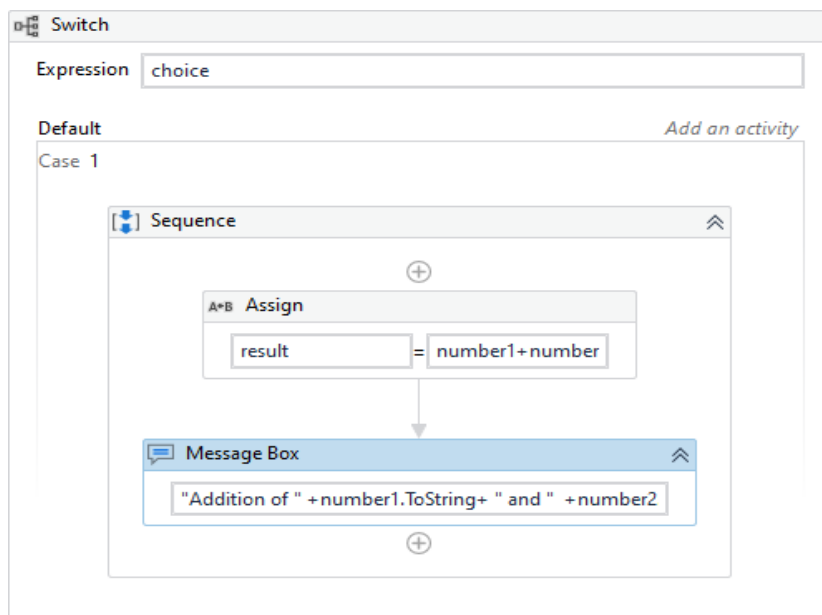 Switch
Expression choice
Default Add an activity
Case 1
Sequence
A+B Assign
result = number1+number
Message Box
"Addition of " +number1.ToString+ " and " +number2